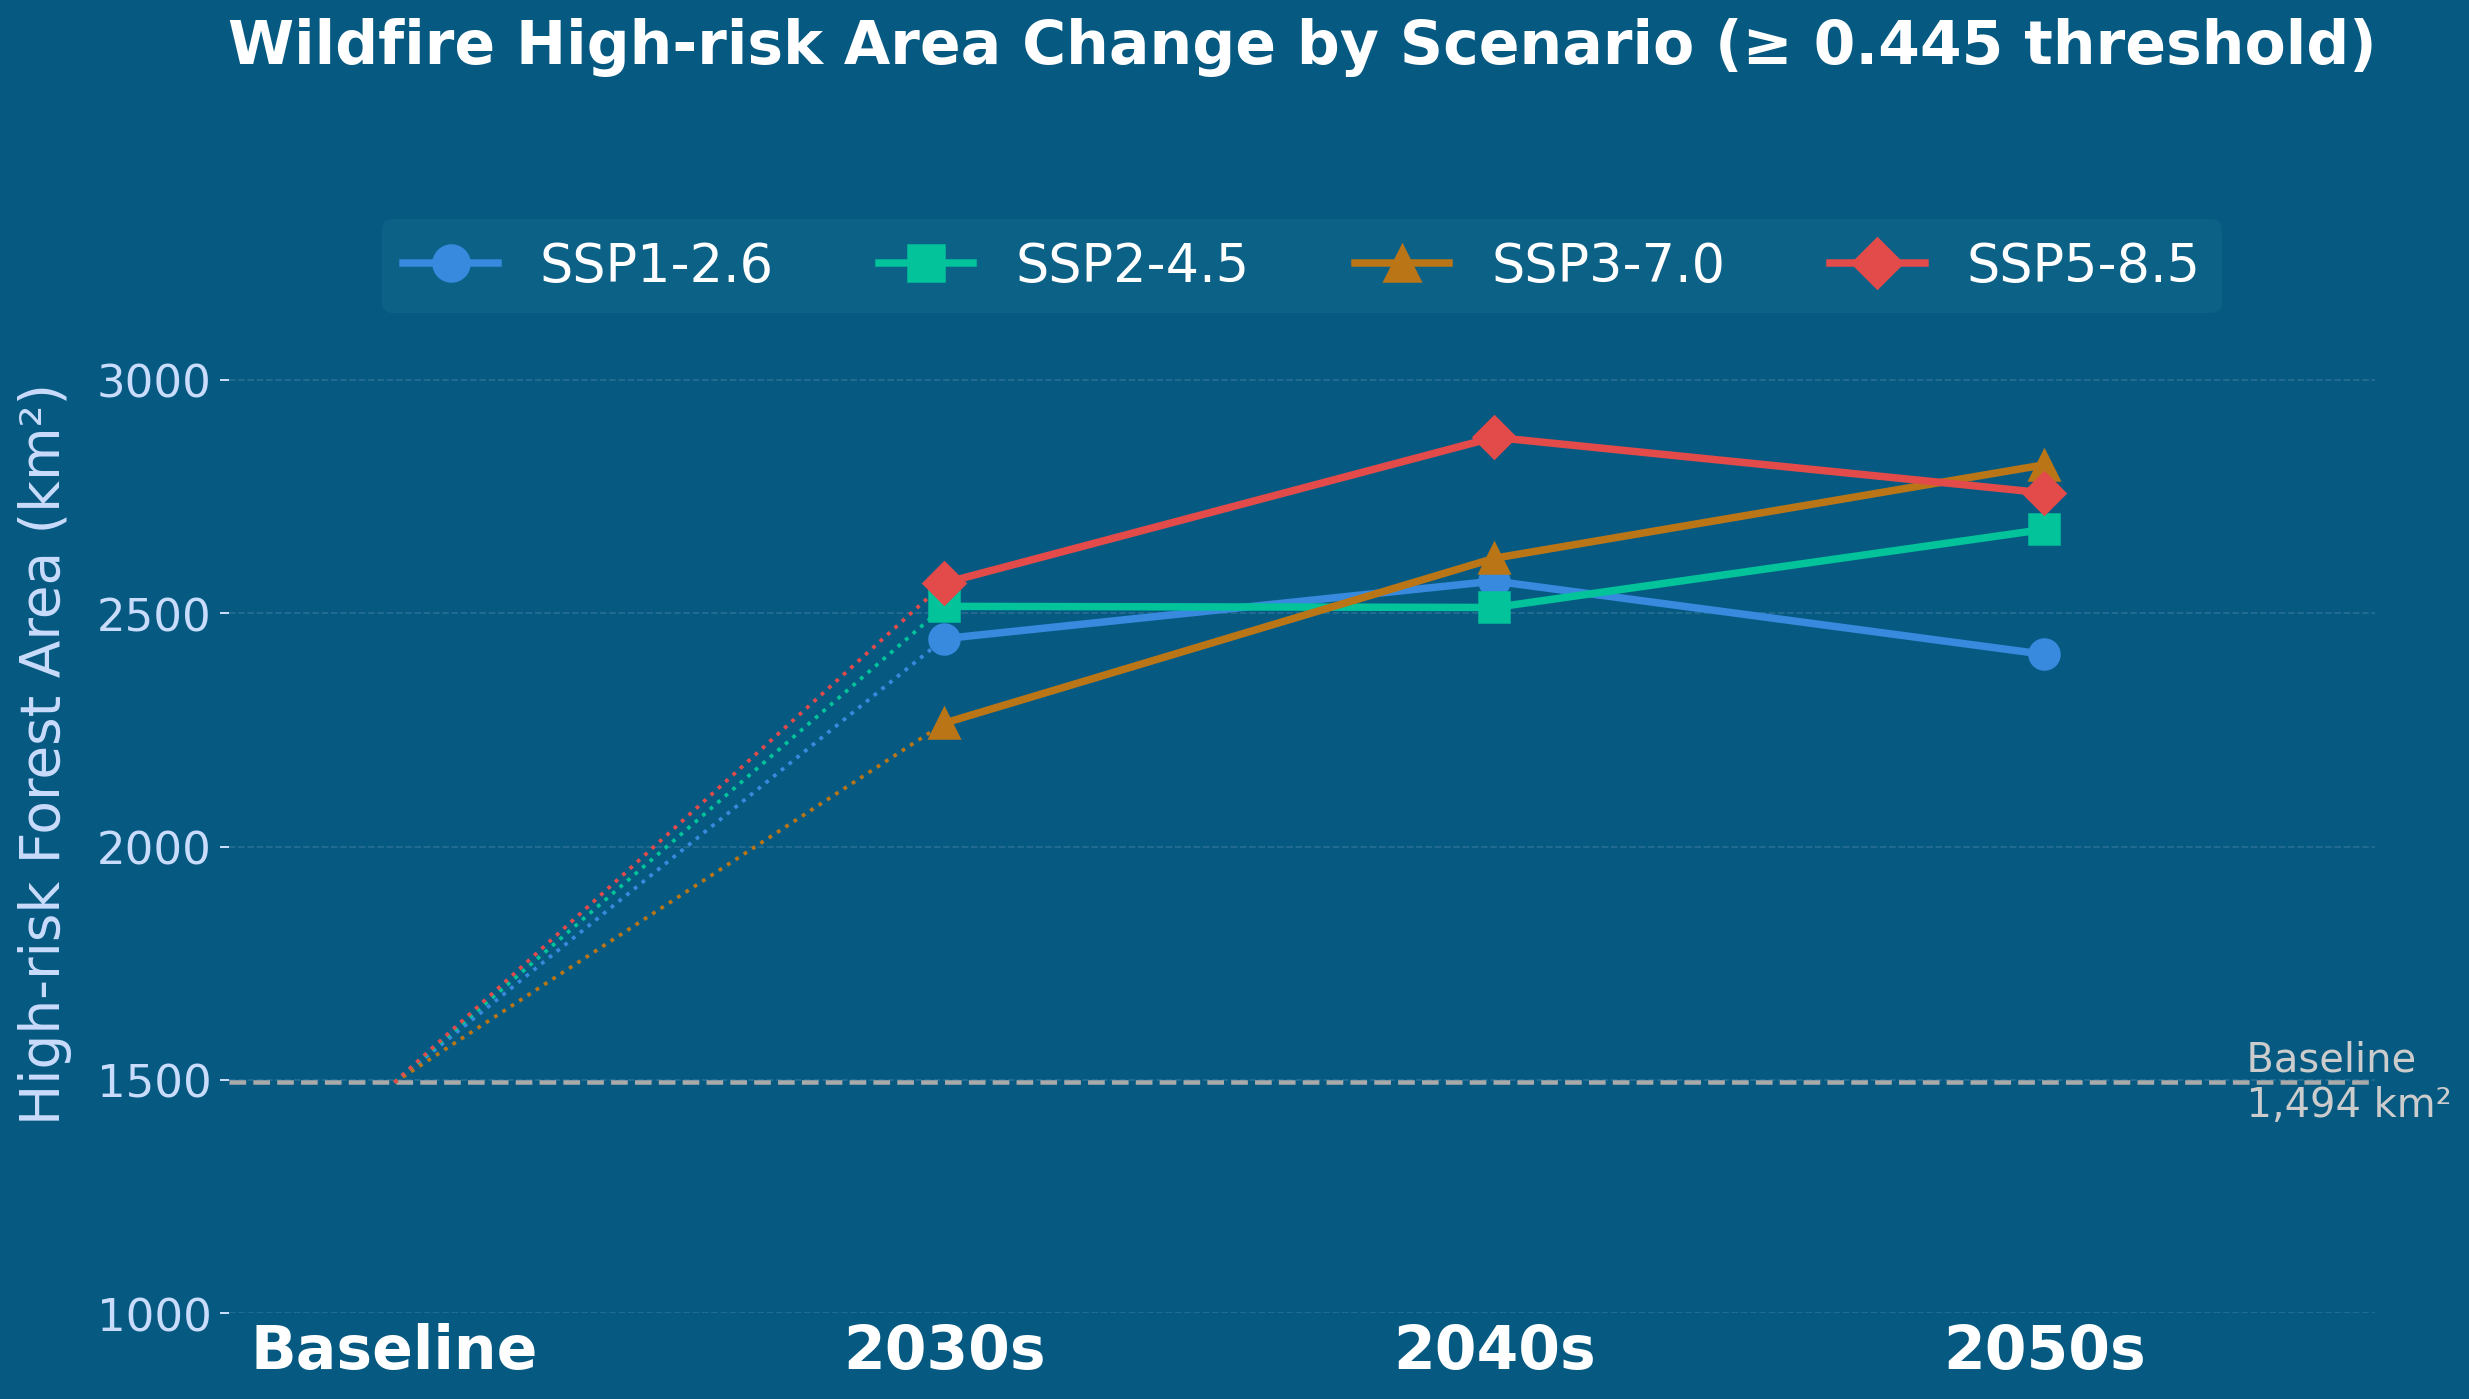 Wildfire High-risk Area Change by Scenario (≥ 0.445 threshold)
SSP1-2.6 SSP2-4.5 SSP3-7.0 SSP5-8.5
High-risk Forest Area (km²)
3000
2500
2000
1500
1000
Baseline
1,494 km²
Baseline 2030s 2040s 2050s